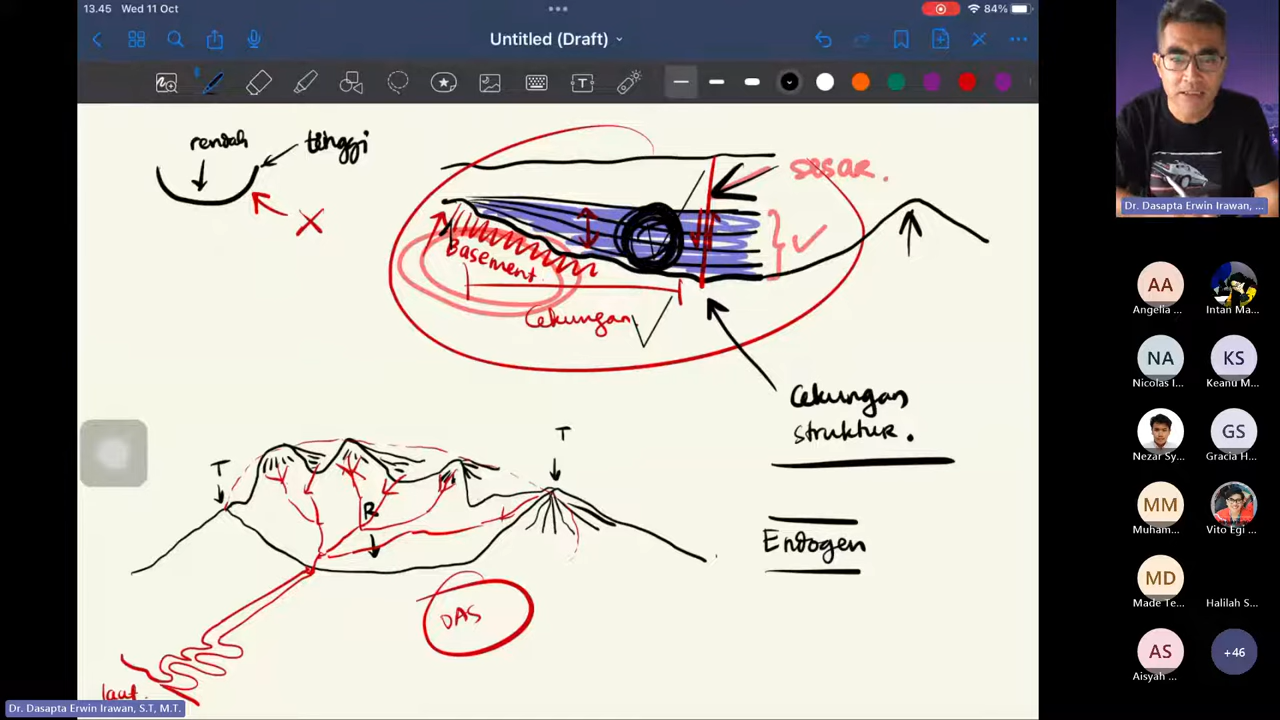 13.45 Wed 11 Oct
84%
Untitled (Draft)
rendah
tinggi
sesar.
Basement
Cekungan
Cekungan
struktur.
T
T
R
Endogen
DAS
laut.
Dr. Dasapta Erwin Irawan, S.T, M.T.
Dr. Dasapta Erwin Irawan, ...
AA
Angelia ...
Intan Ma...
NA
Nicolas I...
KS
Keanu M...
Nezar Sy...
GS
Gracia H...
MM
Muham...
Vito Egi ...
MD
Made Te...
Halilah S...
AS
Aisyah ...
+46